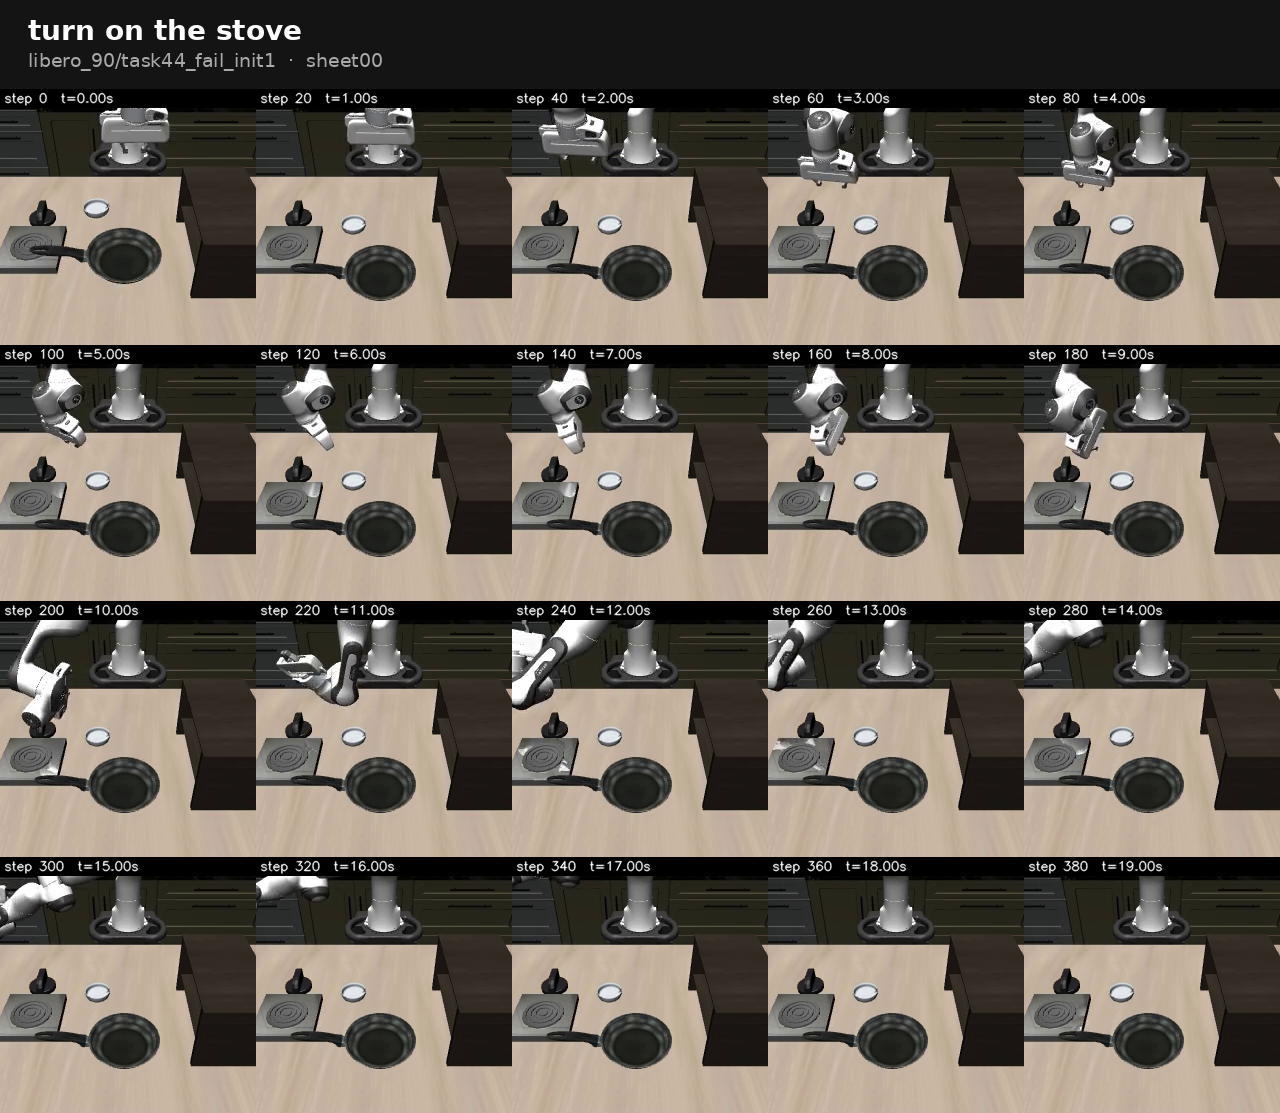 turn on the stove
libero_90/task44_fail_init1 · sheet00
step 0 t=0.00s
step 20 t=1.00s
step 40 t=2.00s
step 60 t=3.00s
step 80 t=4.00s
step 100 t=5.00s
step 120 t=6.00s
step 140 t=7.00s
step 160 t=8.00s
step 180 t=9.00s
step 200 t=10.00s
step 220 t=11.00s
step 240 t=12.00s
step 260 t=13.00s
step 280 t=14.00s
step 300 t=15.00s
step 320 t=16.00s
step 340 t=17.00s
step 360 t=18.00s
step 380 t=19.00s